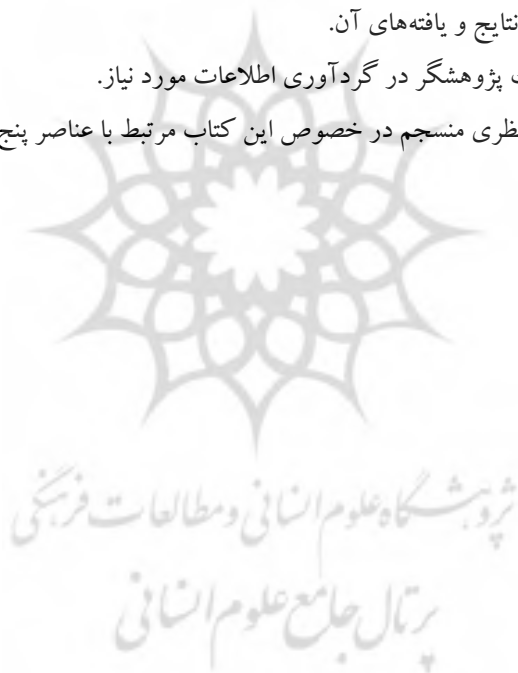 نتایج و یافته‌های آن.
پژوهشگر در گردآوری اطلاعات مورد نیاز.
منسجم در خصوص این کتاب مرتبط با عناصر پنج
پژوهشگاه علوم انسانی و مطالعات فرهنگی
پرتال جامع علوم انسانی